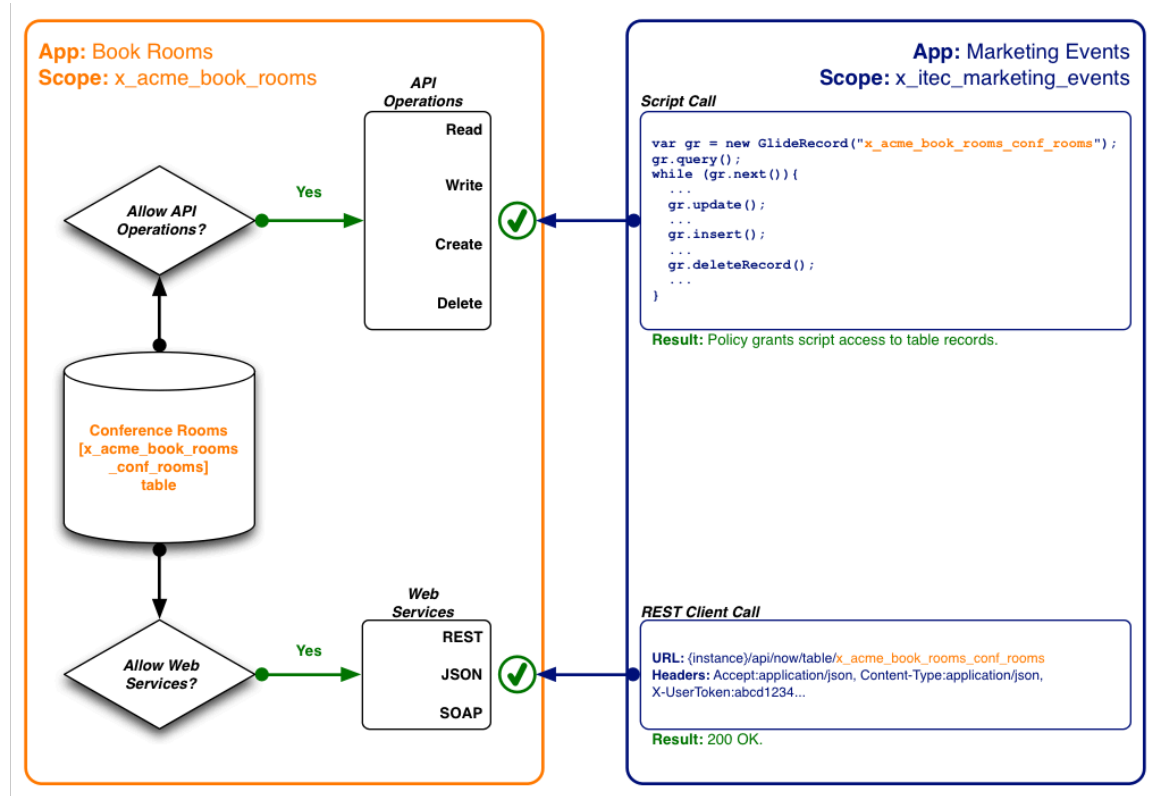 App: Book Rooms
Scope: x_acme_book_rooms
API
Operations
Read
Write
Create
Delete
Allow API
Operations?
Yes
Conference Rooms
[x_acme_book_rooms
_conf_rooms]
table
Allow Web
Services?
Yes
Web
Services
REST
JSON
SOAP
App: Marketing Events
Scope: x_itec_marketing_events
Script Call
var gr = new GlideRecord("x_acme_book_rooms_conf_rooms");
gr.query();
while (gr.next()){
...
gr.update();
...
gr.insert();
...
gr.deleteRecord();
...
}
Result: Policy grants script access to table records.
REST Client Call
URL: {instance}/api/now/table/x_acme_book_rooms_conf_rooms
Headers: Accept:application/json, Content-Type:application/json,
X-UserToken:abcd1234...
Result: 200 OK.